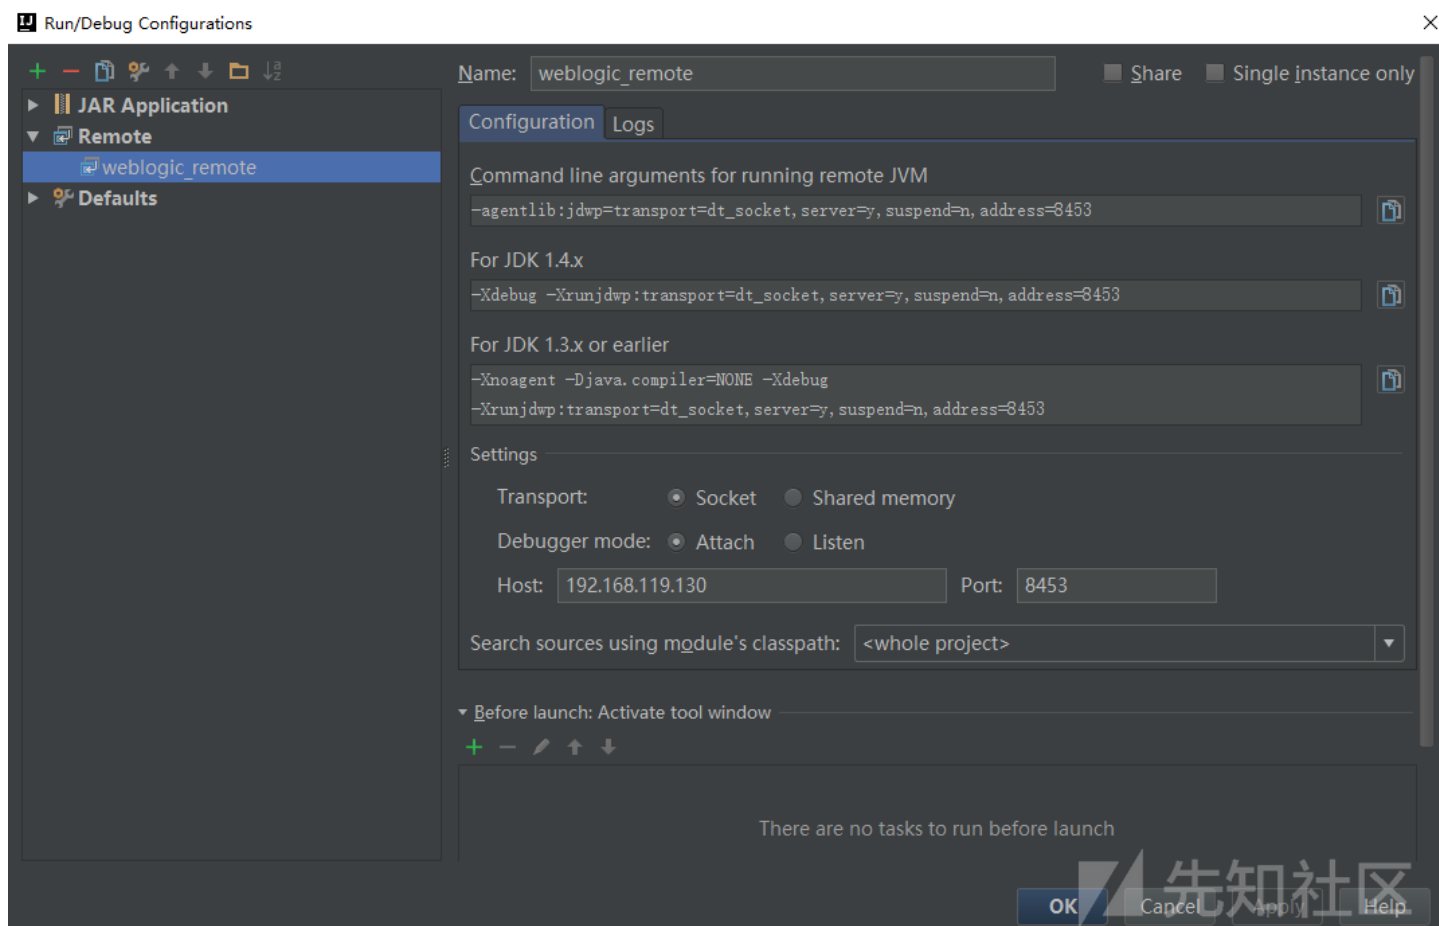 Run/Debug Configurations
Name: weblogic_remote
Share
Single instance only
JAR Application
Remote
weblogic_remote
Defaults
Configuration
Logs
Command line arguments for running remote JVM
-agentlib:jdwp=transport=dt_socket,server=y,suspend=n,address=8453
For JDK 1.4.x
-Xdebug -Xrunjdwp:transport=dt_socket,server=y,suspend=n,address=8453
For JDK 1.3.x or earlier
-Xnoagent -Djava.compiler=NONE -Xdebug
-Xrunjdwp:transport=dt_socket,server=y,suspend=n,address=8453
Settings
Transport: Socket Shared memory
Debugger mode: Attach Listen
Host: 192.168.119.130 Port: 8453
Search sources using module's classpath: <whole project>
Before launch: Activate tool window
There are no tasks to run before launch
OK Cancel Apply Help
先知社区